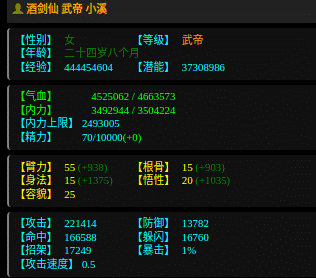 酒剑仙 武帝 小溪
【性别】 女 【等级】 武帝
【年龄】 二十四岁八个月
【经验】 444454604 【潜能】 37308986
【气血】 4525062 / 4663573
【内力】 3492944 / 3504224
【内力上限】 2493005
【精力】 70/10000(+0)
【臂力】 55 (+938) 【根骨】 15 (+903)
【身法】 15 (+1375) 【悟性】 20 (+1035)
【容貌】 25
【攻击】 221414 【防御】 13782
【命中】 166588 【躲闪】 16760
【招架】 17249 【暴击】 1%
【攻击速度】 0.5